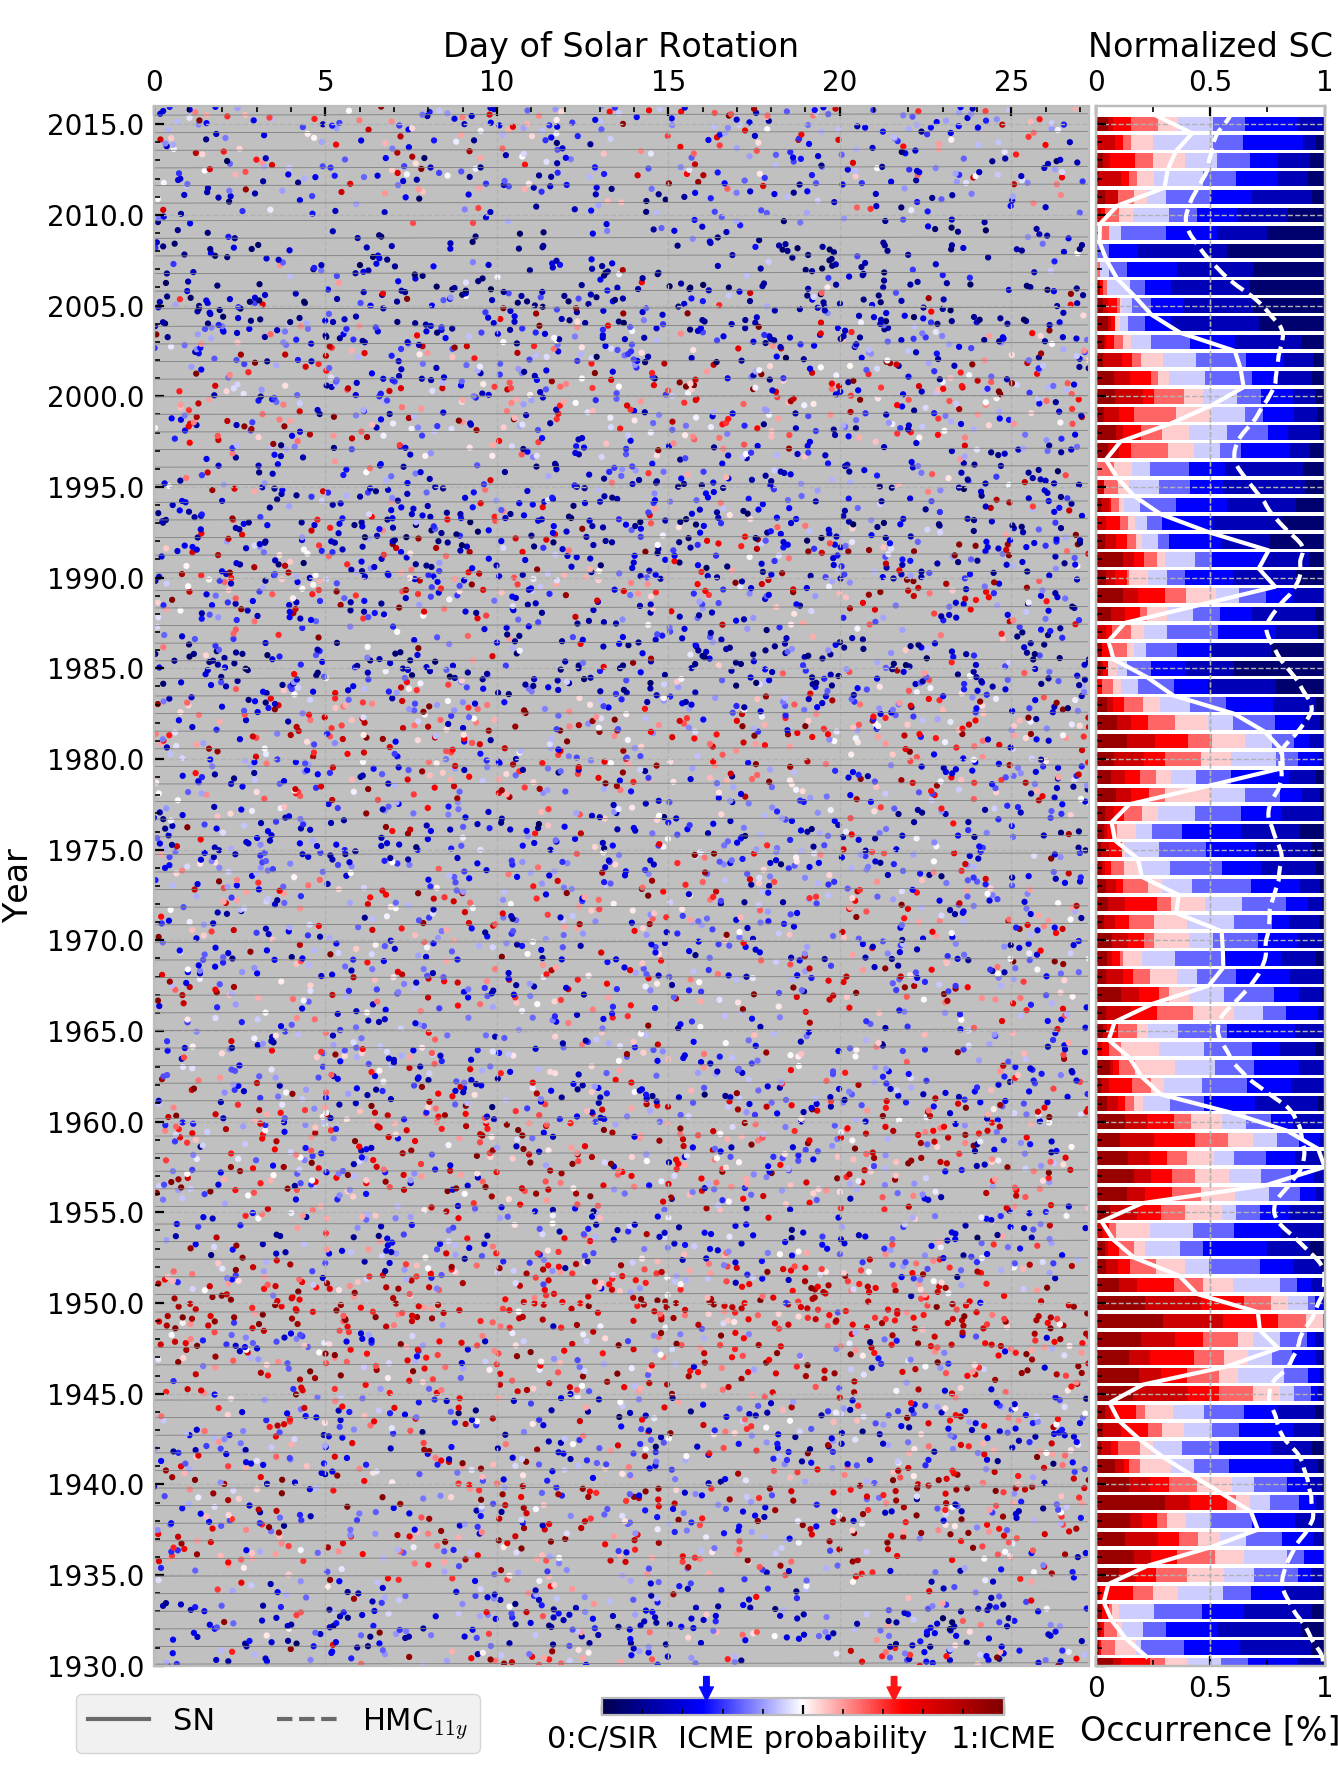 Day of Solar Rotation
Normalized SC
0 5 10 15 20 25
0 0.5 1
2015.0
2010.0
2005.0
2000.0
1995.0
1990.0
1985.0
1980.0
1975.0
1970.0
1965.0
1960.0
1955.0
1950.0
1945.0
1940.0
1935.0
1930.0
Year
0 0.5 1
Occurrence [%]
SN
HMC11y
0:C/SIR ICME probability 1:ICME